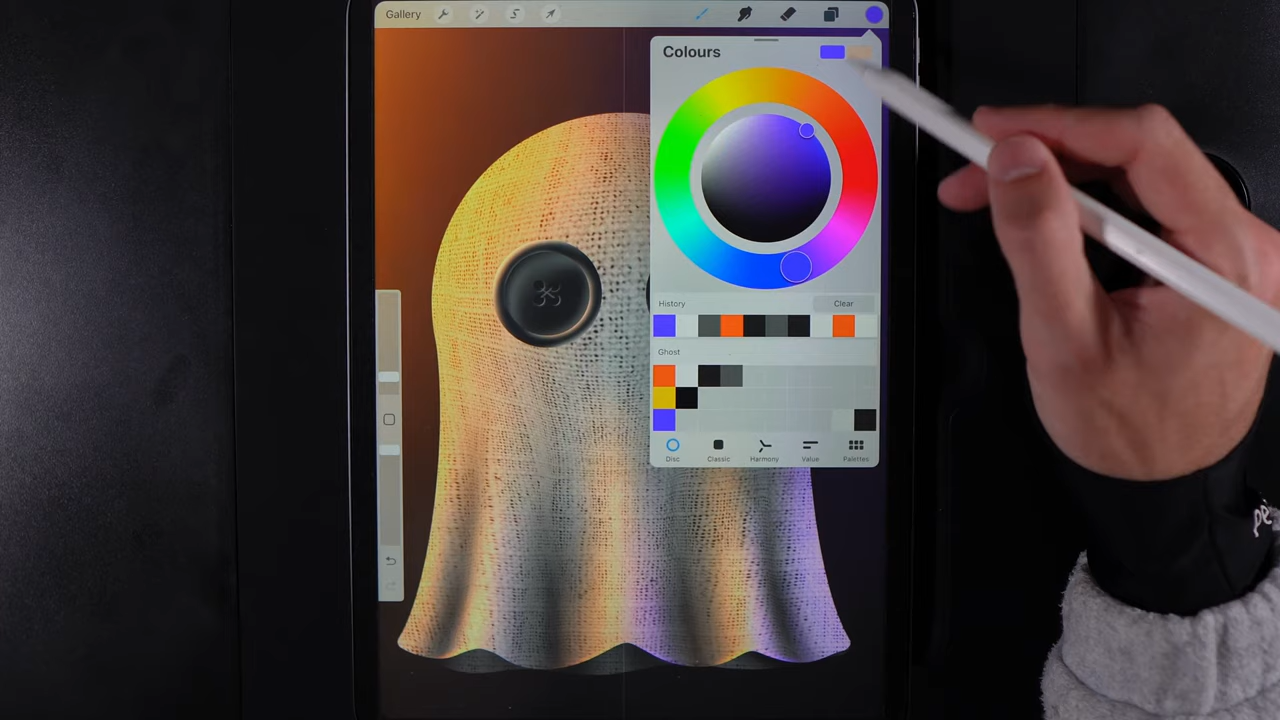 Gallery
Colours
History
Clear
Ghost
Disc
Classic
Harmony
Value
Palettes